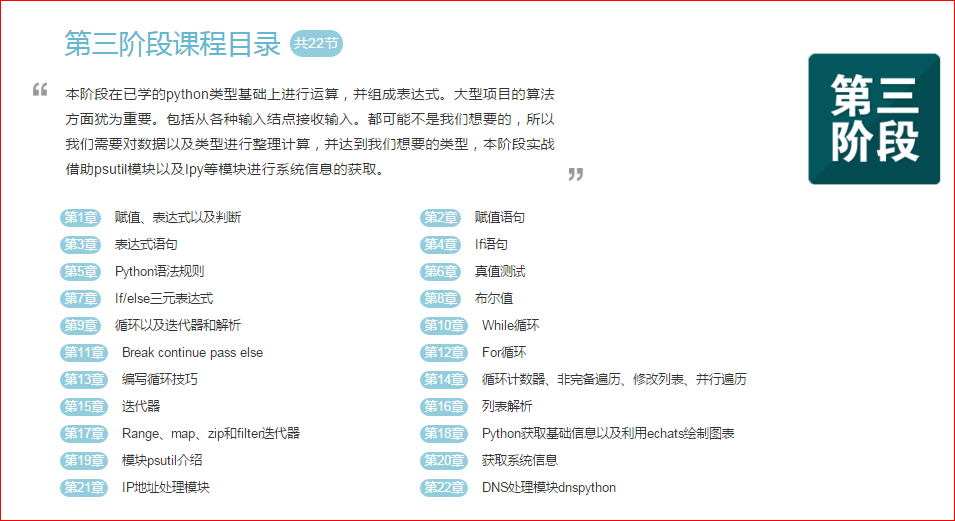 第三阶段课程目录 共22节
“
本阶段在已学的python类型基础上进行运算，并组成表达式。大型项目的算法
方面犹为重要。包括从各种输入结点接收输入。都可能不是我们想要的，所以
我们需要对数据以及类型进行整理计算，并达到我们想要的类型，本阶段实战
借助psutil模块以及Ipy等模块进行系统信息的获取。
”
第三
阶段
第1章 赋值、表达式以及判断 第2章 赋值语句
第3章 表达式语句 第4章 Ifi语句
第5章 Python语法规则 第6章 真值测试
第7章 If/else三元表达式 第8章 布尔值
第9章 循环以及迭代器和解析 第10章 While循环
第11章 Break continue pass else 第12章 For循环
第13章 编写循环技巧 第14章 循环计数器、非完备遍历、修改列表、并行遍历
第15章 迭代器 第16章 列表解析
第17章 Range、map、zip和filter迭代器 第18章 Python获取基础信息以及利用echats绘制图表
第19章 模块psutil介绍 第20章 获取系统信息
第21章 IP地址处理模块 第22章 DNS处理模块dnspython